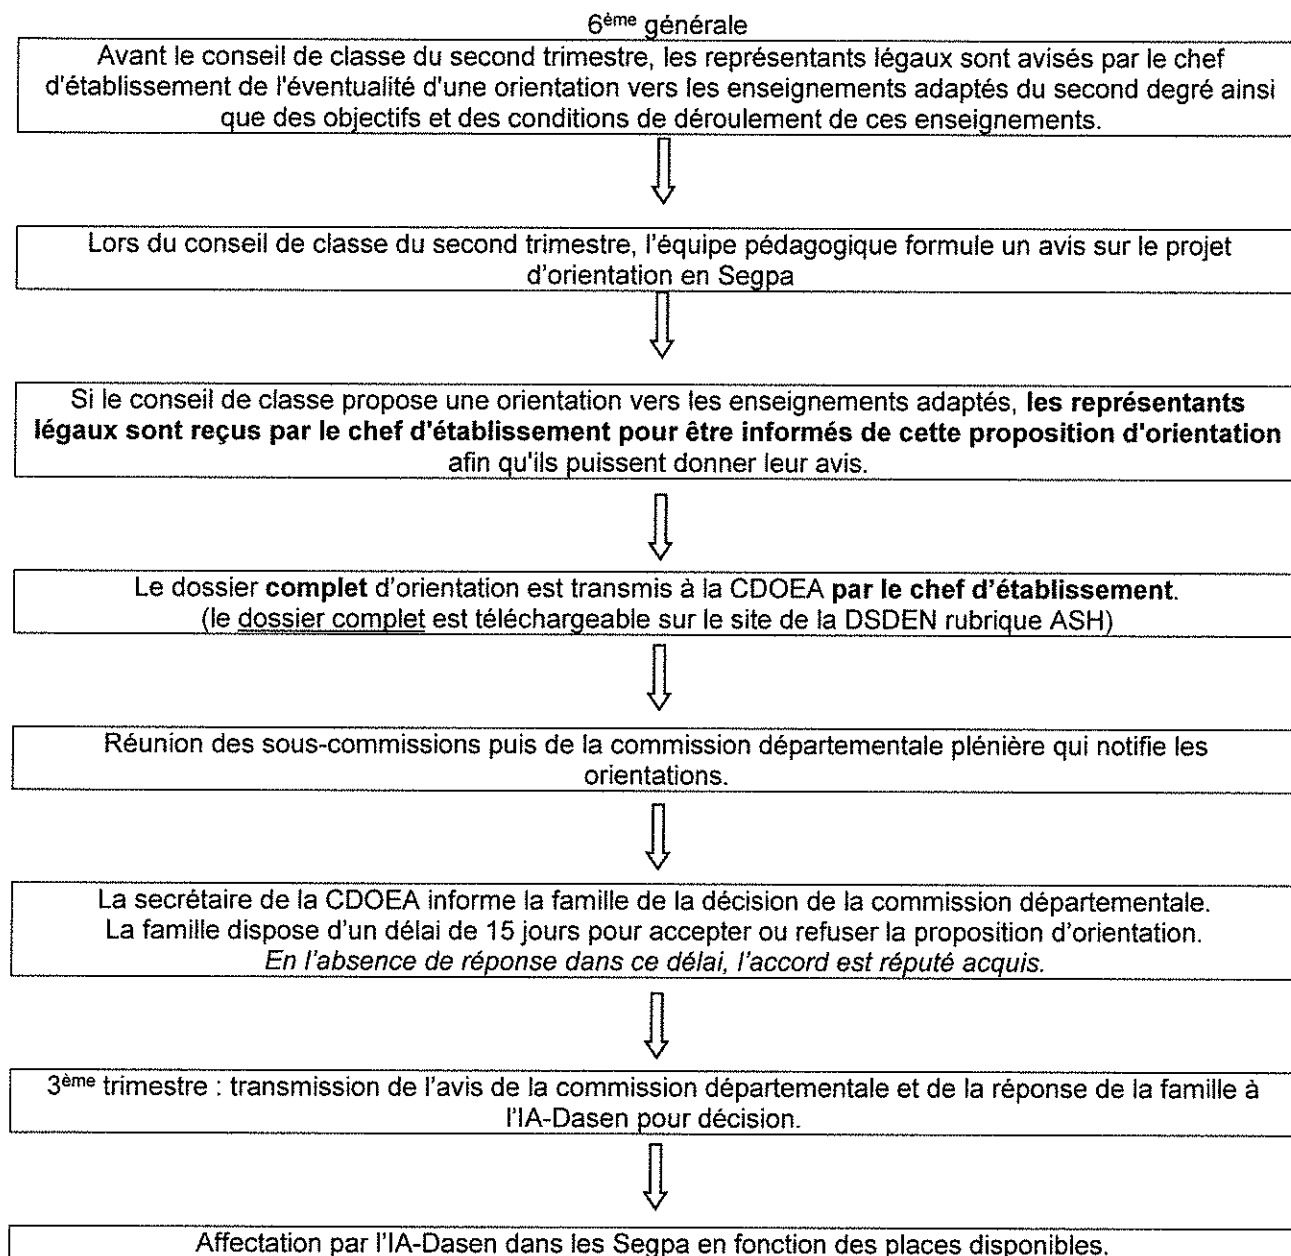 6ème générale
Avant le conseil de classe du second trimestre, les représentants légaux sont avisés par le chef
d'établissement de l'éventualité d'une orientation vers les enseignements adaptés du second degré ainsi
que des objectifs et des conditions de déroulement de ces enseignements.
Lors du conseil de classe du second trimestre, l'équipe pédagogique formule un avis sur le projet
d'orientation en Segpa
Si le conseil de classe propose une orientation vers les enseignements adaptés, les représentants
légaux sont reçus par le chef d'établissement pour être informés de cette proposition d'orientation
afin qu'ils puissent donner leur avis.
Le dossier complet d'orientation est transmis à la CDOEA par le chef d'établissement.
(le dossier complet est téléchargeable sur le site de la DSDEN rubrique ASH)
Réunion des sous-commissions puis de la commission départementale plénière qui notifie les
orientations.
La secrétaire de la CDOEA informe la famille de la décision de la commission départementale.
La famille dispose d'un délai de 15 jours pour accepter ou refuser la proposition d'orientation.
En l'absence de réponse dans ce délai, l'accord est réputé acquis.
3ème trimestre : transmission de l'avis de la commission départementale et de la réponse de la famille à
l'IA-Dasen pour décision.
Affectation par l'IA-Dasen dans les Segpa en fonction des places disponibles.